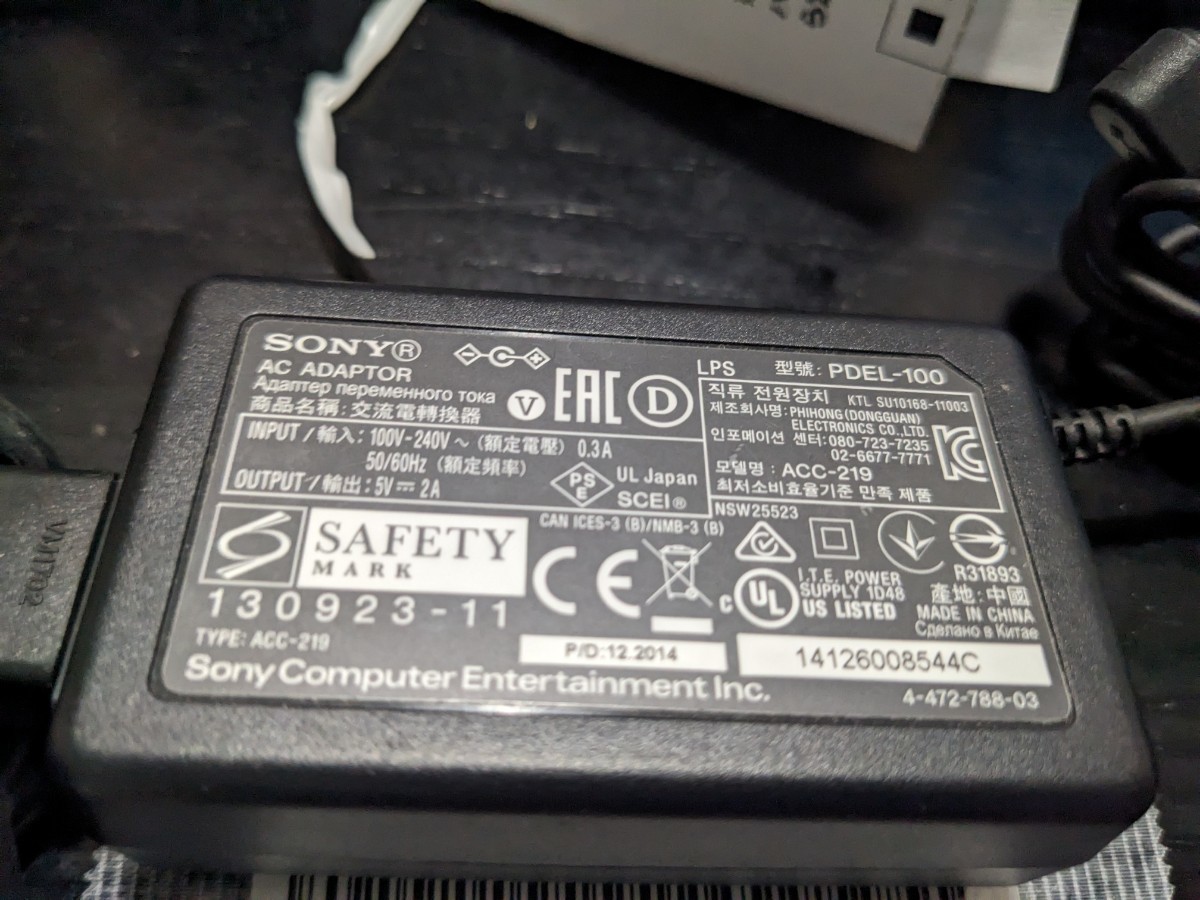 SONY®
AC ADAPTOR
Адаптер переменного тока
商品名稱: 交流電轉換器
V EAC D
INPUT / 輸入: 100V-240V ~ (額定電壓) 0.3A
50/60Hz (額定頻率)
OUTPUT / 輸出: 5V ⎓ 2A
PSE
UL Japan
SCEI®
LPS 型號: PDEL-100
직류 전원장치 KTL SU10168-11003
제조회사명: PHIHONG (DONGGUAN)
ELECTRONICS CO.,LTD.
인포메이션 센터: 080-723-7235
02-6677-7771
모델명 : ACC-219
최저소비효율기준 만족 제품
KC
SAFETY
MARK
130923-11
CAN ICES-3 (B)/NMB-3 (B)
CE
NSW25523
c UL
I.T.E. POWER
SUPPLY 1D48
US LISTED
R31893
產地: 中國
MADE IN CHINA
Сделано в Китае
TYPE: ACC-219
P/D:12.2014
14126008544C
Sony Computer Entertainment Inc.
4-472-788-03